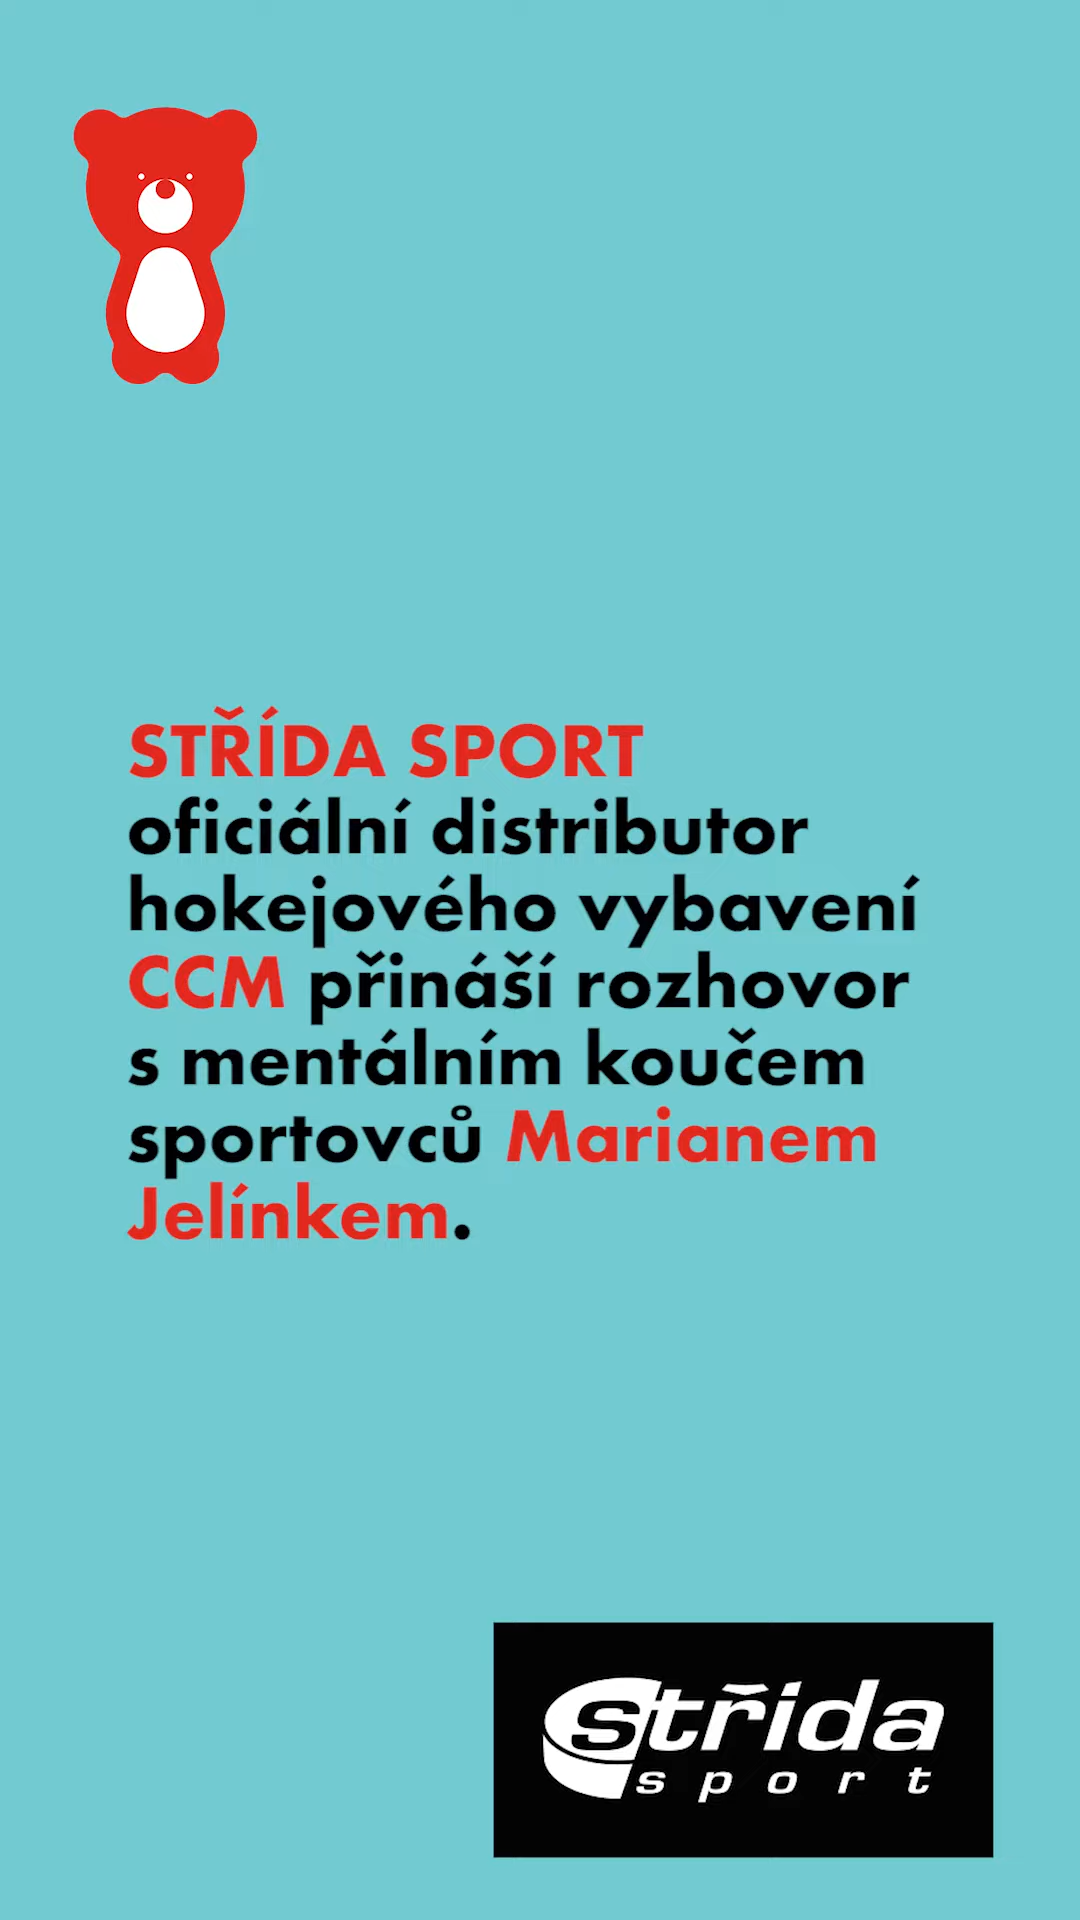 STŘÍDA SPORT
oficiální distributor
hokejového vybavení
CCM přináší rozhovor
s mentálním koučem
sportovců Marianem
Jelínkem.
střída
sport